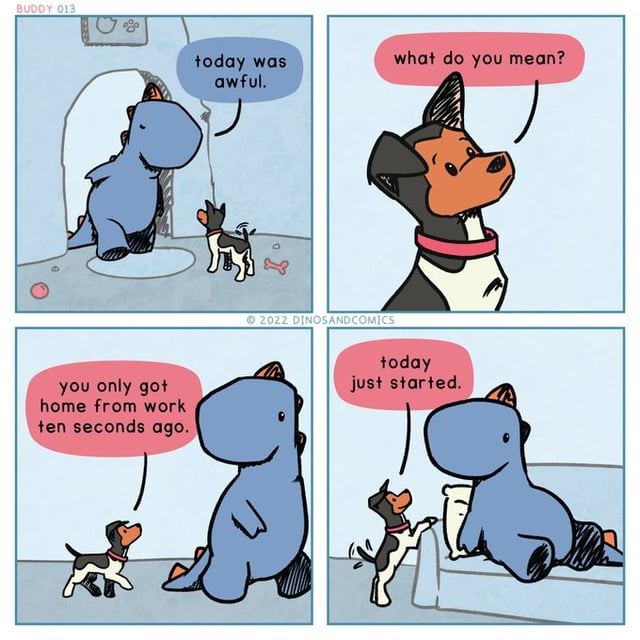 BUDDY 013
today was
awful.
what do you mean?
© 2022 DINOSANDCOMICS
you only got
home from work
ten seconds ago.
today
just started.